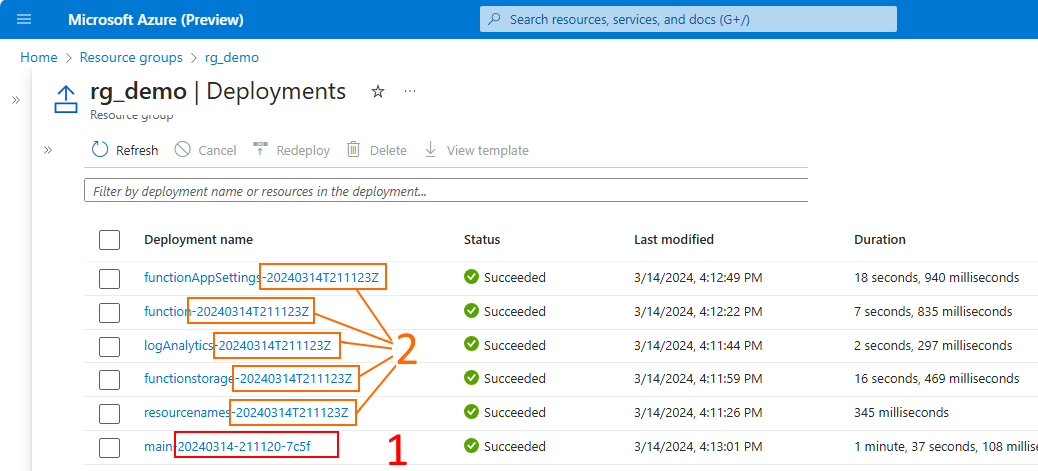 Microsoft Azure (Preview)
Search resources, services, and docs (G+/)
Home > Resource groups > rg_demo
rg_demo | Deployments
Resource group
Refresh Cancel Redeploy Delete View template
Filter by deployment name or resources in the deployment...
Deployment name Status Last modified Duration
functionAppSettings-20240314T211123Z Succeeded 3/14/2024, 4:12:49 PM 18 seconds, 940 milliseconds
function-20240314T211123Z Succeeded 3/14/2024, 4:12:22 PM 7 seconds, 835 milliseconds
logAnalytics-20240314T211123Z Succeeded 3/14/2024, 4:11:44 PM 2 seconds, 297 milliseconds
2
functionstorage-20240314T211123Z Succeeded 3/14/2024, 4:11:59 PM 16 seconds, 469 milliseconds
resourcenames-20240314T211123Z Succeeded 3/14/2024, 4:11:26 PM 345 milliseconds
main-20240314-211120-7c5f 1 Succeeded 3/14/2024, 4:13:01 PM 1 minute, 37 seconds, 108 mil